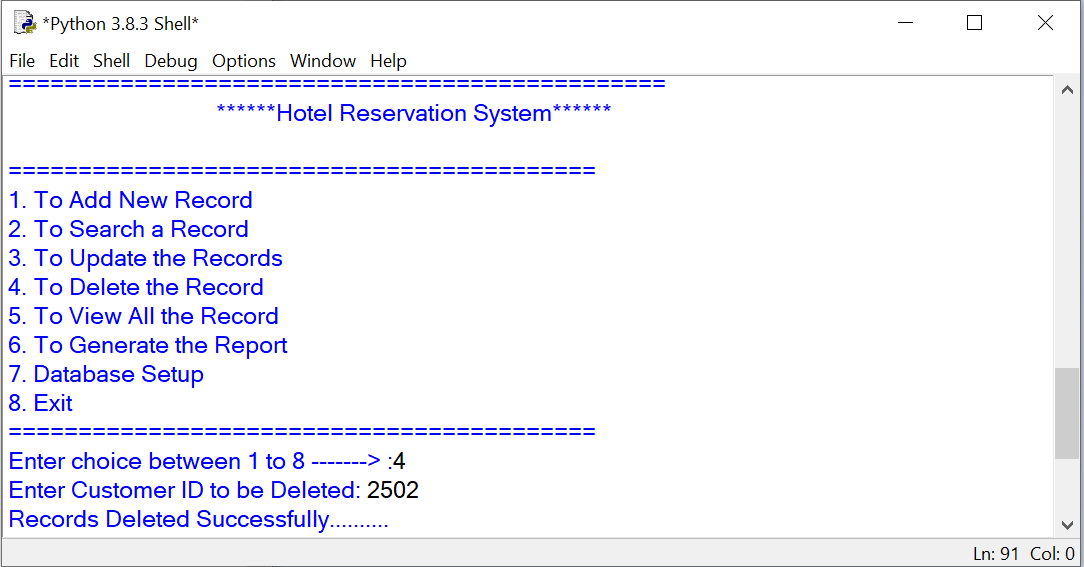 *Python 3.8.3 Shell*
File Edit Shell Debug Options Window Help
===============================================
******Hotel Reservation System******
==========================================
1. To Add New Record
2. To Search a Record
3. To Update the Records
4. To Delete the Record
5. To View All the Record
6. To Generate the Report
7. Database Setup
8. Exit
==========================================
Enter choice between 1 to 8 -------> :4
Enter Customer ID to be Deleted: 2502
Records Deleted Successfully..........
Ln: 91 Col: 0